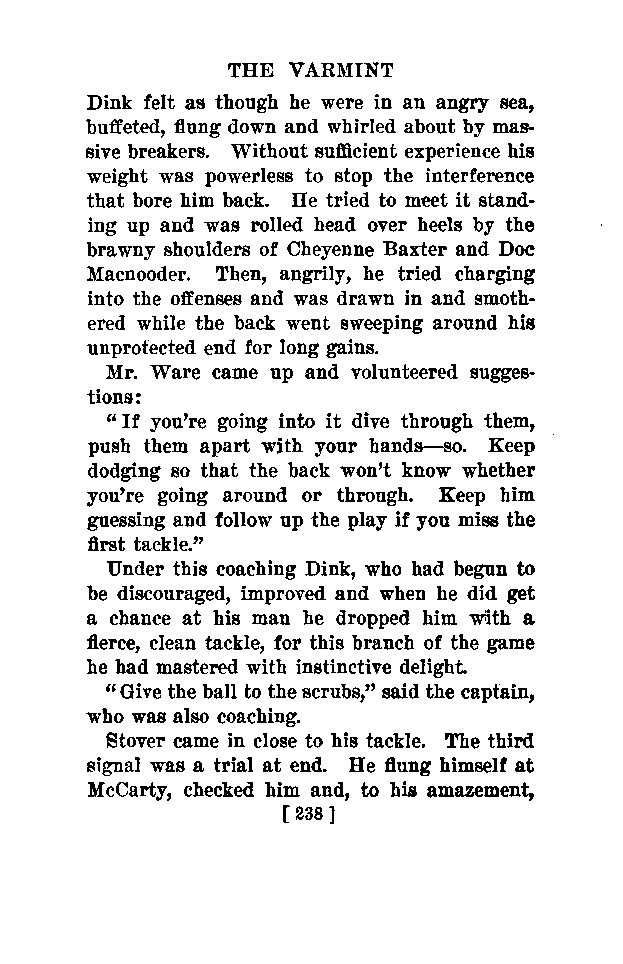 THE VARMINT
Dink felt as though he were in an angry sea,
buffeted, flung down and whirled about by mas-
sive breakers. Without sufficient experience his
weight was powerless to stop the interference
that bore him back. He tried to meet it stand-
ing up and was rolled head over heels by the
brawny shoulders of Cheyenne Baxter and Doc
Macnooder. Then, angrily, he tried charging
into the offenses and was drawn in and smoth-
ered while the back went sweeping around his
unprotected end for long gains.
Mr. Ware came up and volunteered sugges-
tions:
"If you're going into it dive through them,
push them apart with your hands—so. Keep
dodging so that the back won't know whether
you're going around or through. Keep him
guessing and follow up the play if you miss the
first tackle."
Under this coaching Dink, who had begun to
be discouraged, improved and when he did get
a chance at his man he dropped him with a
fierce, clean tackle, for this branch of the game
he had mastered with instinctive delight.
"Give the ball to the scrubs," said the captain,
who was also coaching.
Stover came in close to his tackle. The third
signal was a trial at end. He flung himself at
McCarty, checked him and, to his amazement,
[ 238 ]